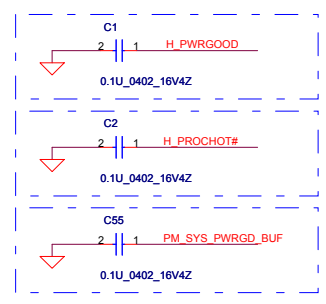 C1
2 1 H_PWRGOOD
0.1U_0402_16V4Z
C2
2 1 H_PROCHOT#
0.1U_0402_16V4Z
C55
2 1 PM_SYS_PWRGD_BUF
0.1U_0402_16V4Z